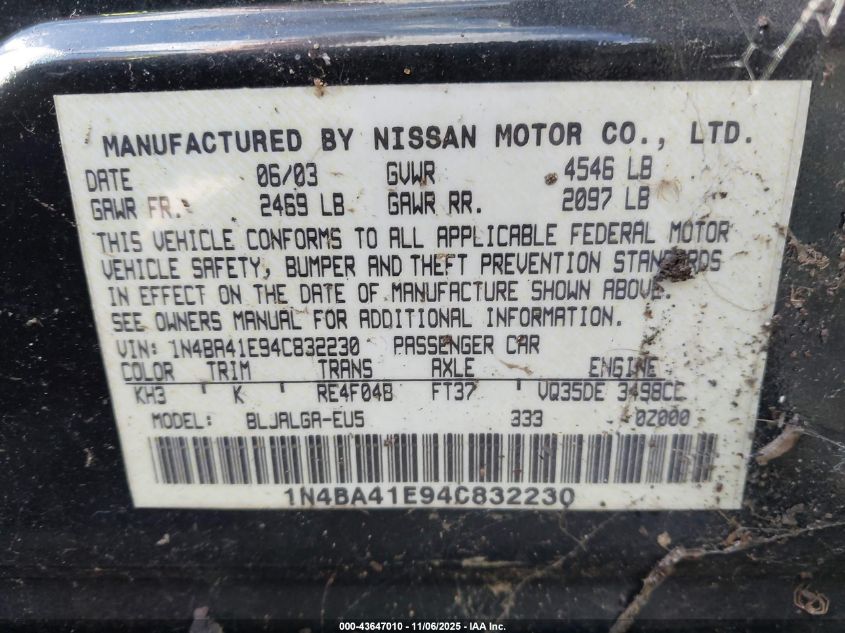 MANUFACTURED BY NISSAN MOTOR CO., LTD.
DATE 06/03 GVWR 4546 LB
GAWR FR. 2469 LB GAWR RR. 2097 LB
THIS VEHICLE CONFORMS TO ALL APPLICABLE FEDERAL MOTOR
VEHICLE SAFETY, BUMPER AND THEFT PREVENTION STANDARDS
IN EFFECT ON THE DATE OF MANUFACTURE SHOWN ABOVE.
SEE OWNERS MANUAL FOR ADDITIONAL INFORMATION.
VIN: 1N4BA41E94C832230 PASSENGER CAR
COLOR TRIM TRANS AXLE ENGINE
KH3 K RE4F04B FT37 VQ35DE 3498CC
MODEL: BLJALGA-EU5 333 0Z000
1N4BA41E94C832230
000-43647010 - 11/06/2025 - IAA Inc.